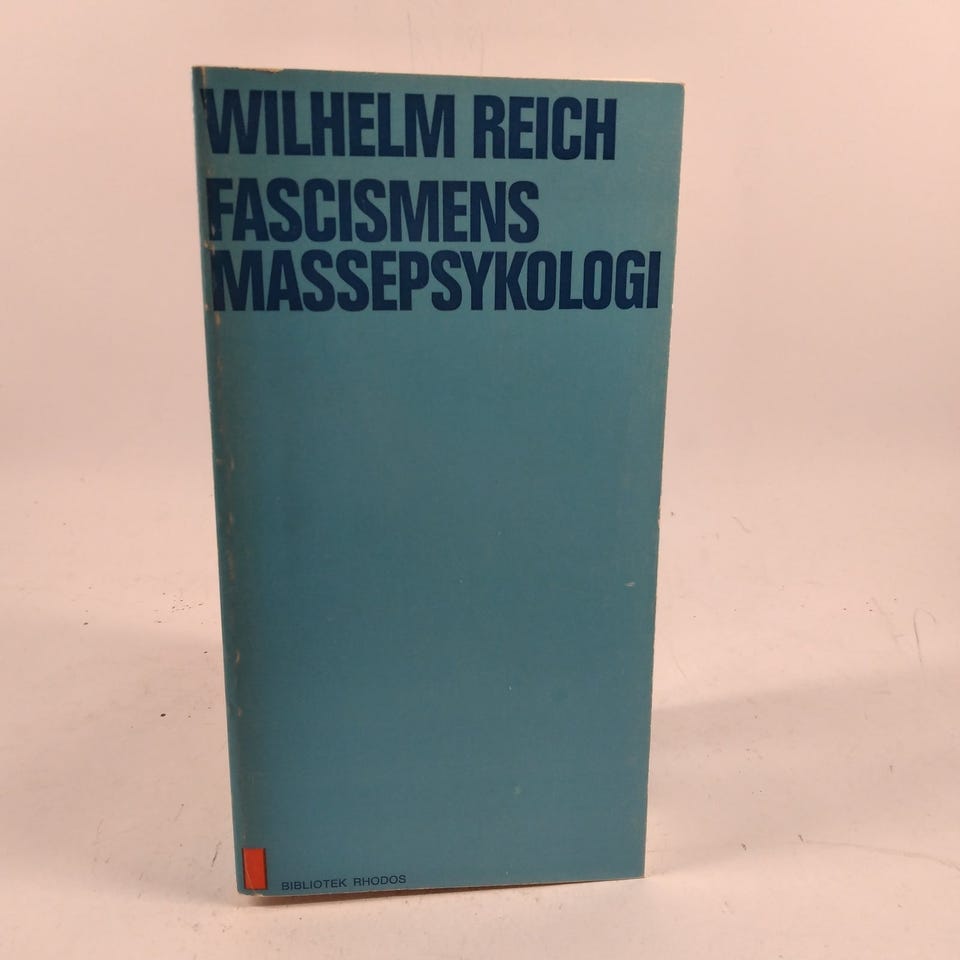 WILHELM REICH
FASCISMENS
MASSEPSYKOLOGI
BIBLIOTEK RHODOS